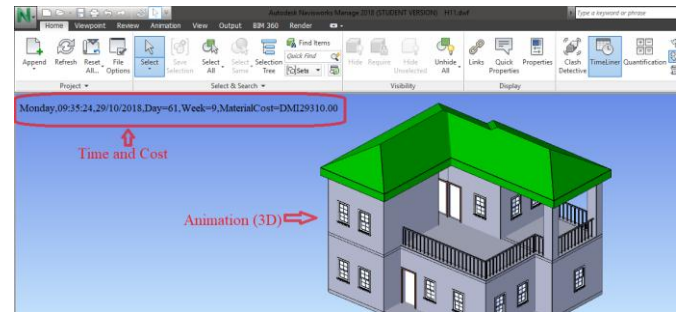 Autodesk Navisworks Manage 2018 (STUDENT VERSION) H11.dwf
Type a keyword or phrase
Home Viewpoint Review Animation View Output BIM 360 Render
Append Refresh Reset All... File Options Select Save Selection Select All Select Same Selection Tree
Find Items
Quick Find
Sets
Hide Require Hide Unselected Unhide All Links Quick Properties Properties Clash Detective TimeLiner Quantification
Project Select & Search Visibility Display
Monday,09:35:24,29/10/2018,Day=61,Week=9,MaterialCost=DMI29310.00
Time and Cost
Animation (3D)